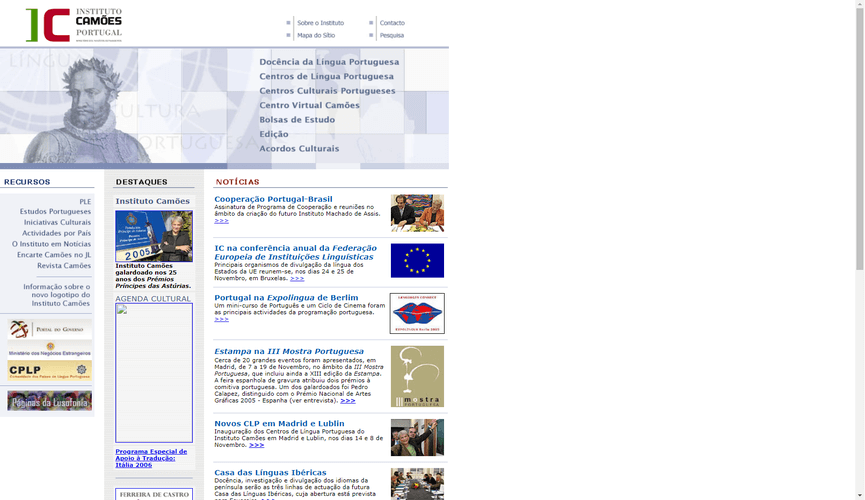 INSTITUTO
CAMÕES
PORTUGAL
Sobre o Instituto
Contacto
Mapa do Sítio
Pesquisa
LÍNGUA
CULTURA
PORTUGUESA
Docência da Língua Portuguesa
Centros de Língua Portuguesa
Centros Culturais Portugueses
Centro Virtual Camões
Bolsas de Estudo
Edição
Acordos Culturais
RECURSOS
PLE
Estudos Portugueses
Iniciativas Culturais
Actividades por País
O Instituto em Notícias
Encarte Camões no JL
Revista Camões
Informação sobre o
novo logotipo do
Instituto Camões
PORTAL DO GOVERNO
Ministério dos Negócios Estrangeiros
CPLP
Comunidade dos Países de Língua Portuguesa
Páginas da Lusofonia
DESTAQUES
Instituto Camões
2005
Instituto Camões
galardoado nos 25
anos dos Prémios
Príncipes das Astúrias.
AGENDA CULTURAL
Programa Especial de
Apoio à Tradução:
Itália 2006
FERREIRA DE CASTRO
NOTÍCIAS
Cooperação Portugal-Brasil
Assinatura de Programa de Cooperação e reuniões no
âmbito da criação do futuro Instituto Machado de Assis.
>>>
IC na conferência anual da Federação
Europeia de Instituições Linguísticas
Principais organismos de divulgação da língua dos
Estados da UE reunem-se, nos dias 24 e 25 de
Novembro, em Bruxelas. >>>
Portugal na Expolingua de Berlim
Um mini-curso de Português e um Ciclo de Cinema foram
as principais actividades da programação portuguesa.
>>>
Estampa na III Mostra Portuguesa
Cerca de 20 grandes eventos foram apresentados, em
Madrid, de 7 a 19 de Novembro, no âmbito da III Mostra
Portuguesa, que incluiu ainda a XIII edição da Estampa.
A feira espanhola de gravura atribuiu dois prémios à
comitiva portuguesa. Um dos galardoados foi Pedro
Calapez, distinguido com o Prémio Nacional de Artes
Gráficas 2005 - Espanha (ver entrevista). >>>
III mostra
PORTUGUESA
Novos CLP em Madrid e Lublin
Inauguração dos Centros de Língua Portuguesa do
Instituto Camões em Madrid e Lublin, nos dias 14 e 8 de
Novembro. >>>
Casa das Línguas Ibéricas
Docência, investigação e divulgação dos idiomas da
península serão as três linhas de actuação da futura
Casa das Línguas Ibéricas, cuja abertura está prevista